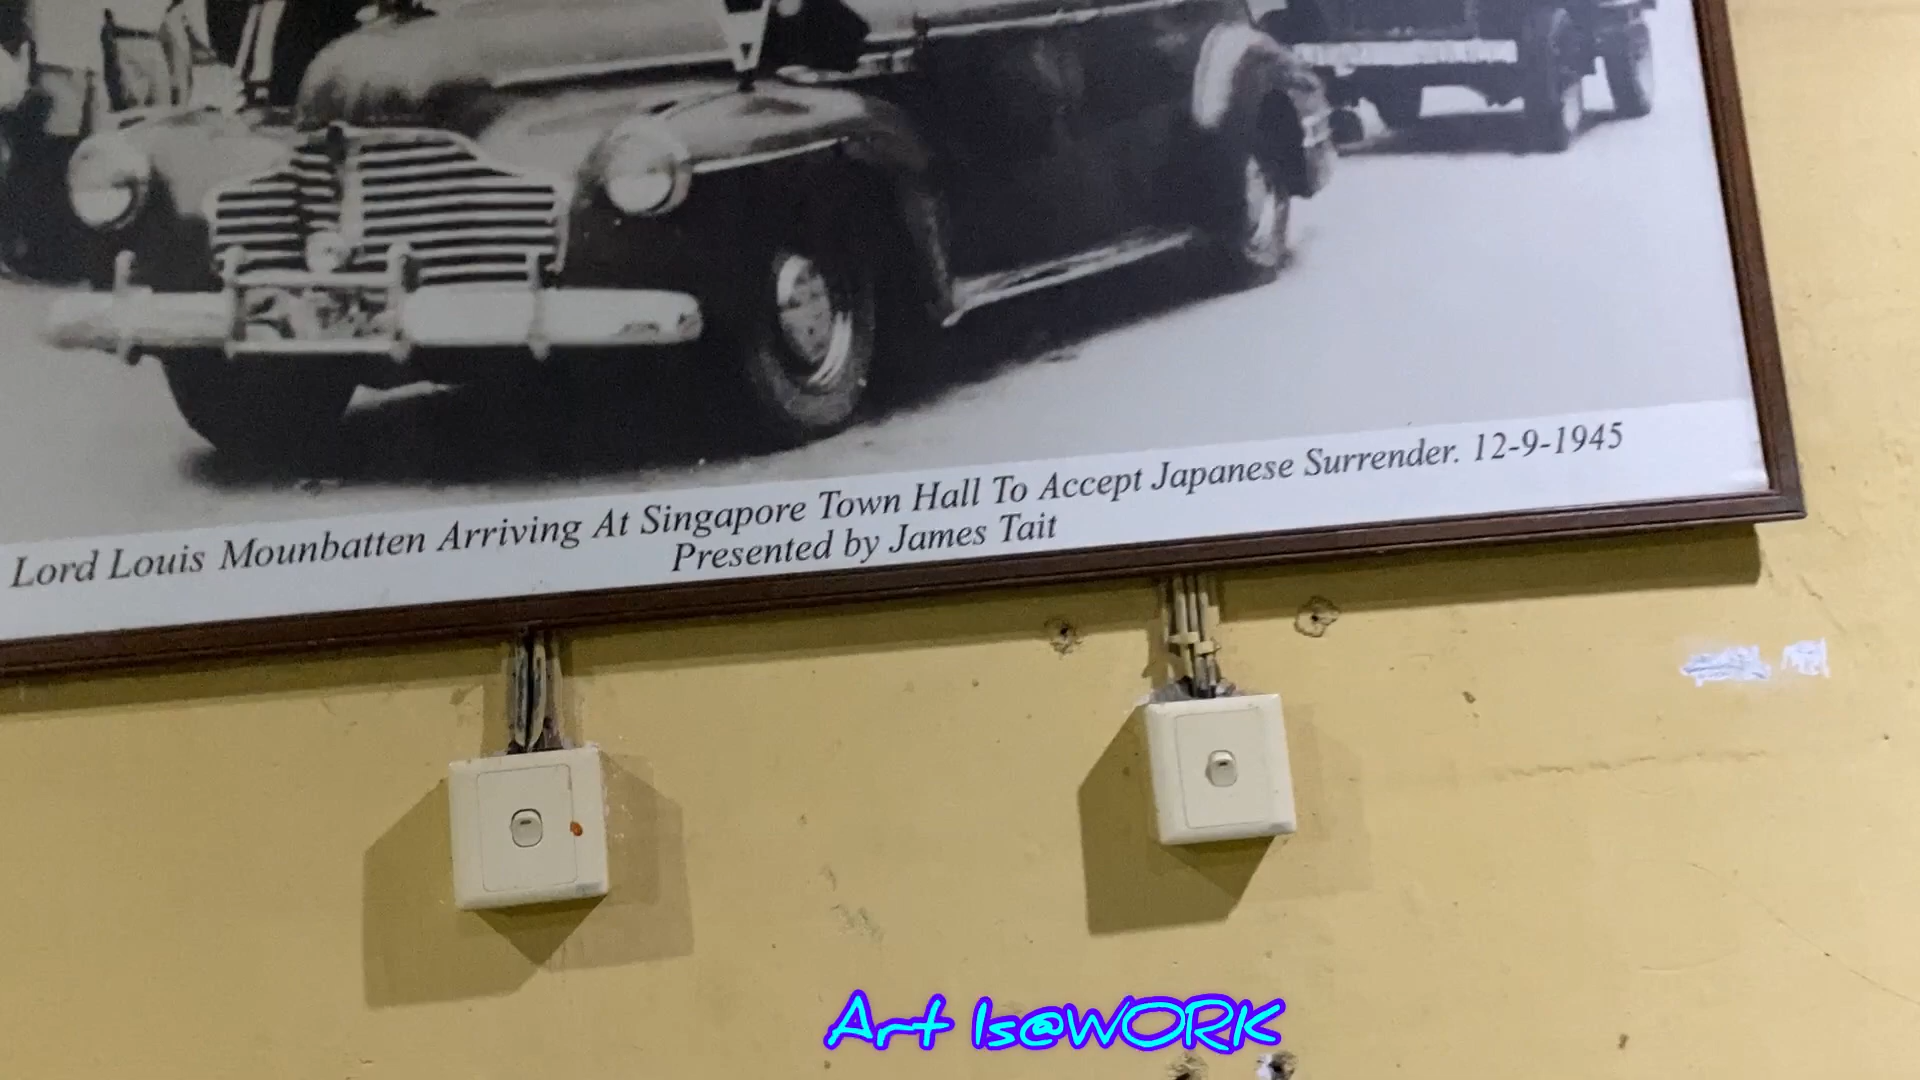 Lord Louis Mounbatten Arriving At Singapore Town Hall To Accept Japanese Surrender. 12-9-1945
Presented by James Tait
Art Is@WORK